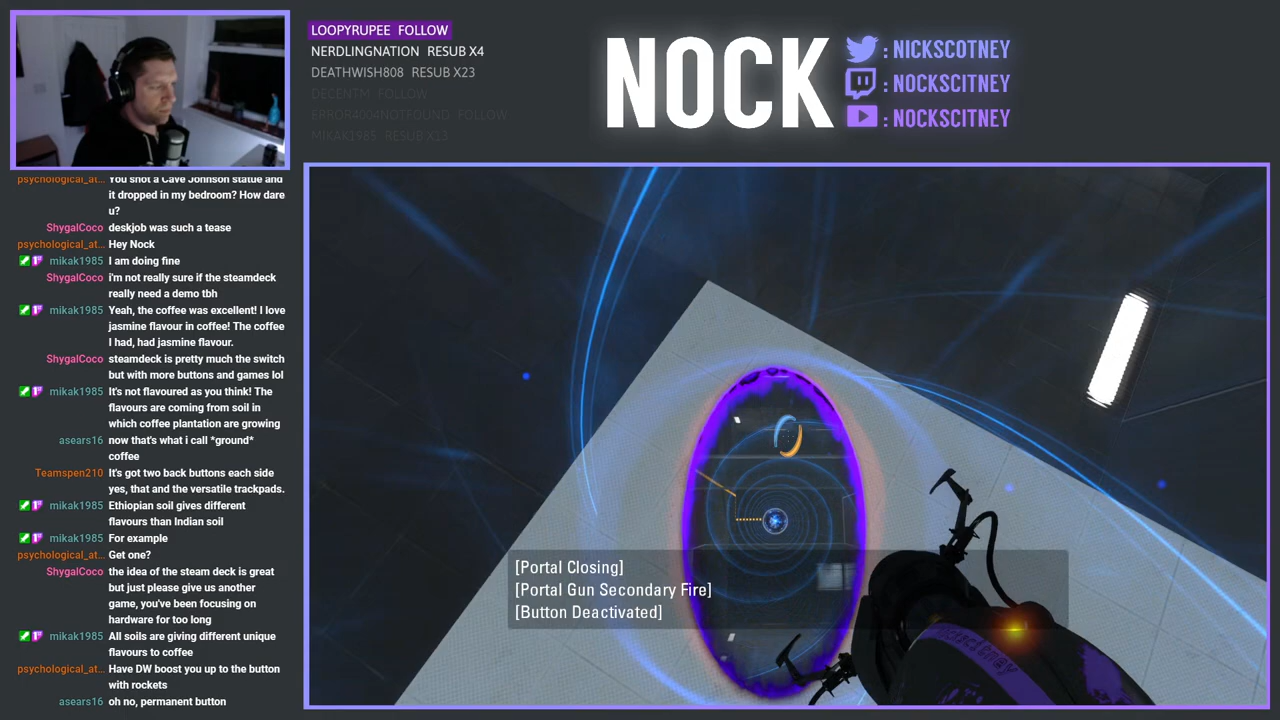 LOOPYRUPEE FOLLOW
NERDLINGNATION RESUB X4
DEATHWISH808 RESUB X23
DECENTM FOLLOW
ERROR4004NOTFOUND FOLLOW
MIKAK1985 RESUB X13
NOCK
: NICKSCOTNEY
: NOCKSCITNEY
: NOCKSCITNEY
psychological_at... You shot a Cave Johnson statue and
it dropped in my bedroom? How dare
u?
ShygalCoco deskjob was such a tease
psychological_at... Hey Nock
mikak1985 I am doing fine
ShygalCoco i'm not really sure if the steamdeck
really need a demo tbh
mikak1985 Yeah, the coffee was excellent! I love
jasmine flavour in coffee! The coffee
I had, had jasmine flavour.
ShygalCoco steamdeck is pretty much the switch
but with more buttons and games lol
mikak1985 It's not flavoured as you think! The
flavours are coming from soil in
which coffee plantation are growing
asears16 now that's what i call *ground*
coffee
Teamspen210 It's got two back buttons each side
yes, that and the versatile trackpads.
mikak1985 Ethiopian soil gives different
flavours than Indian soil
mikak1985 For example
psychological_at... Get one?
ShygalCoco the idea of the steam deck is great
but just please give us another
game, you've been focusing on
hardware for too long
mikak1985 All soils are giving different unique
flavours to coffee
psychological_at... Have DW boost you up to the button
with rockets
asears16 oh no, permanent button
[Portal Closing]
[Portal Gun Secondary Fire]
[Button Deactivated]